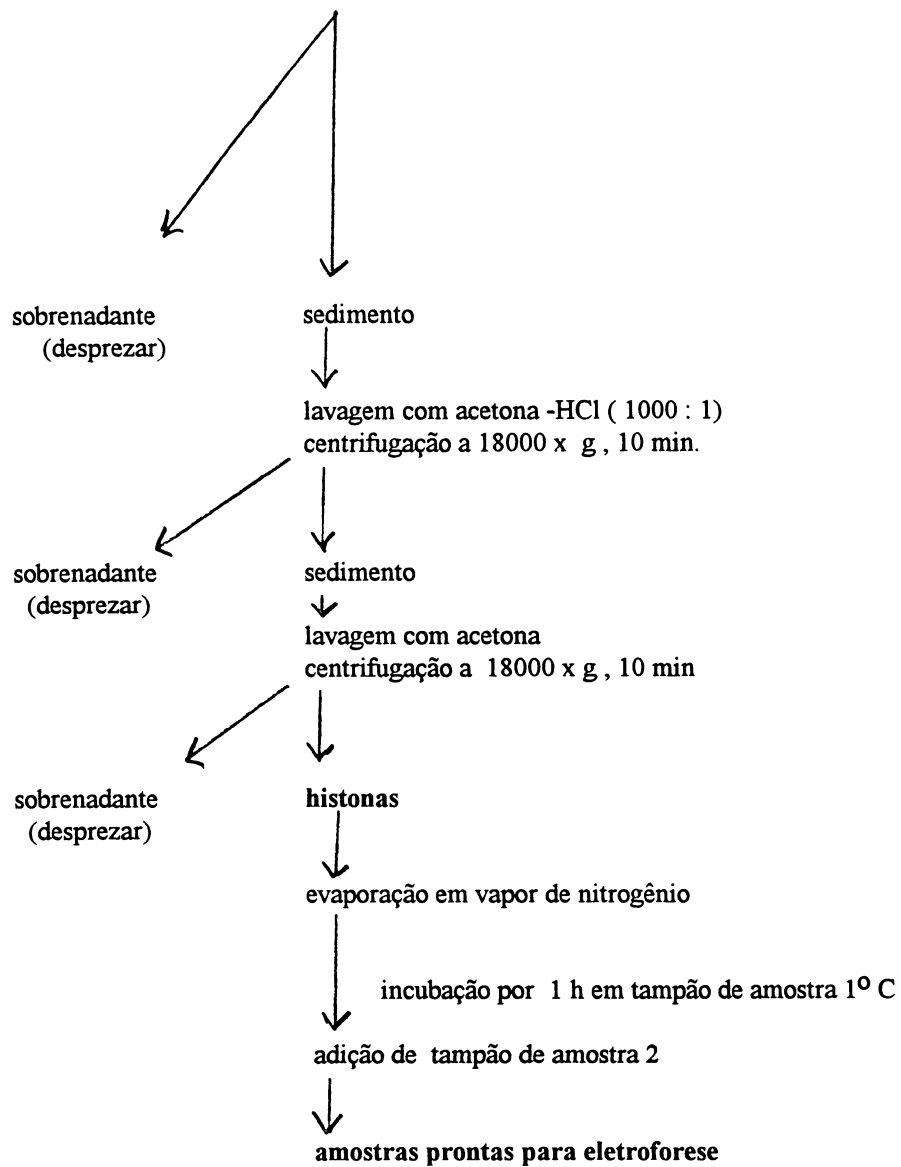 sobrenadante
(desprezar)
sedimento
lavagem com acetona -HCl ( 1000 : 1)
centrifugação a 18000 x g , 10 min.
sobrenadante
(desprezar)
sedimento
lavagem com acetona
centrifugação a 18000 x g , 10 min
sobrenadante
(desprezar)
histonas
evaporação em vapor de nitrogênio
incubação por 1 h em tampão de amostra 1º C
adição de tampão de amostra 2
amostras prontas para eletroforese